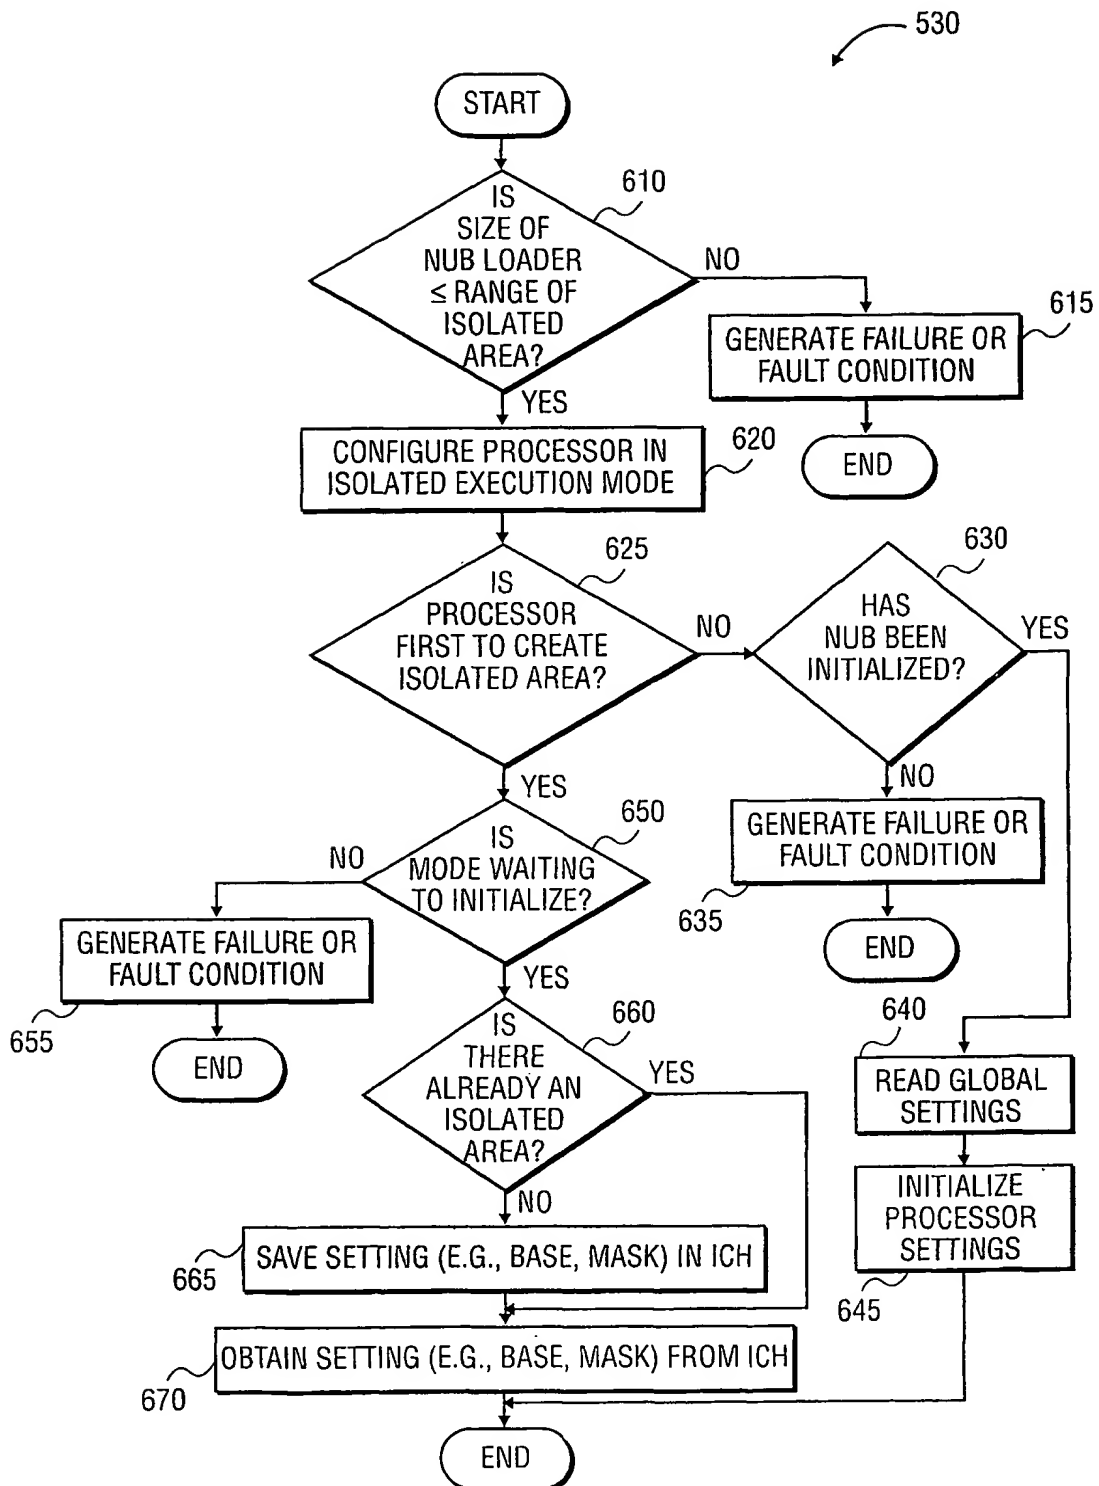 530
START
610
IS
SIZE OF
NUB LOADER
≤ RANGE OF
ISOLATED
AREA?
NO
615
GENERATE FAILURE OR
FAULT CONDITION
END
YES
620
CONFIGURE PROCESSOR IN
ISOLATED EXECUTION MODE
625
IS
PROCESSOR
FIRST TO CREATE
ISOLATED AREA?
NO
630
HAS
NUB BEEN
INITIALIZED?
YES
NO
GENERATE FAILURE OR
FAULT CONDITION
635
END
YES
650
IS
MODE WAITING
TO INITIALIZE?
NO
GENERATE FAILURE OR
FAULT CONDITION
655
END
YES
660
IS
THERE
ALREADY AN
ISOLATED
AREA?
YES
640
READ GLOBAL
SETTINGS
INITIALIZE
PROCESSOR
SETTINGS
645
NO
665
SAVE SETTING (E.G., BASE, MASK) IN ICH
OBTAIN SETTING (E.G., BASE, MASK) FROM ICH
670
END